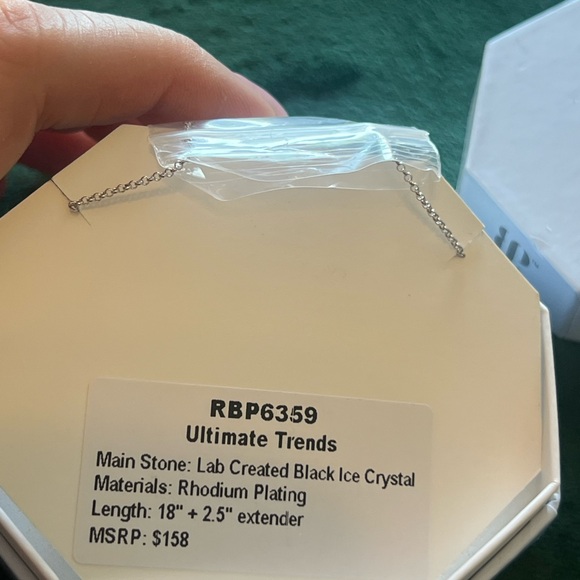 RBP6359
Ultimate Trends
Main Stone: Lab Created Black Ice Crystal
Materials: Rhodium Plating
Length: 18" + 2.5" extender
MSRP: $158